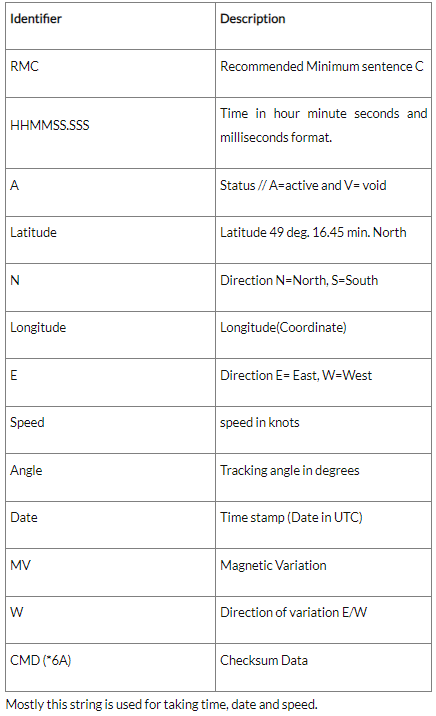 Identifier Description
RMC Recommended Minimum sentence C
HHMMSS.SSS Time in hour minute seconds and
milliseconds format.
A Status // A=active and V= void
Latitude Latitude 49 deg. 16.45 min. North
N Direction N=North, S=South
Longitude Longitude(Coordinate)
E Direction E= East, W=West
Speed speed in knots
Angle Tracking angle in degrees
Date Time stamp (Date in UTC)
MV Magnetic Variation
W Direction of variation E/W
CMD (*6A) Checksum Data
Mostly this string is used for taking time, date and speed.